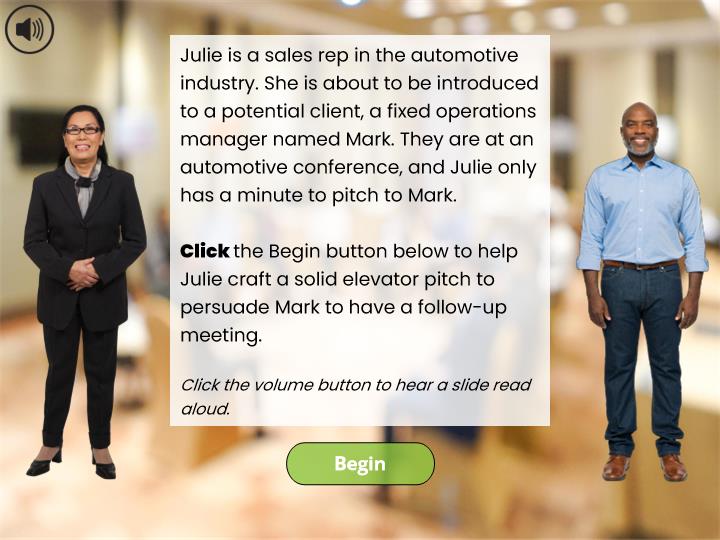 Julie is a sales rep in the automotive
industry. She is about to be introduced
to a potential client, a fixed operations
manager named Mark. They are at an
automotive conference, and Julie only
has a minute to pitch to Mark.
Click the Begin button below to help
Julie craft a solid elevator pitch to
persuade Mark to have a follow-up
meeting.
Click the volume button to hear a slide read
aloud.
Begin